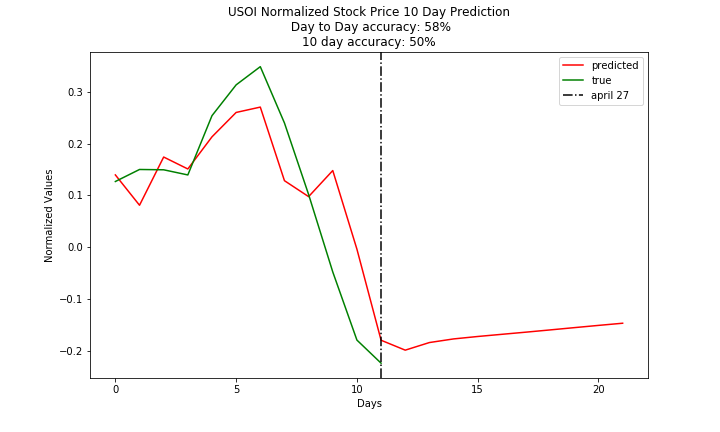 USOI Normalized Stock Price 10 Day Prediction
Day to Day accuracy: 58%
10 day accuracy: 50%
predicted
true
april 27
Normalized Values
0.3
0.2
0.1
0.0
−0.1
−0.2
0
5
10
15
20
Days